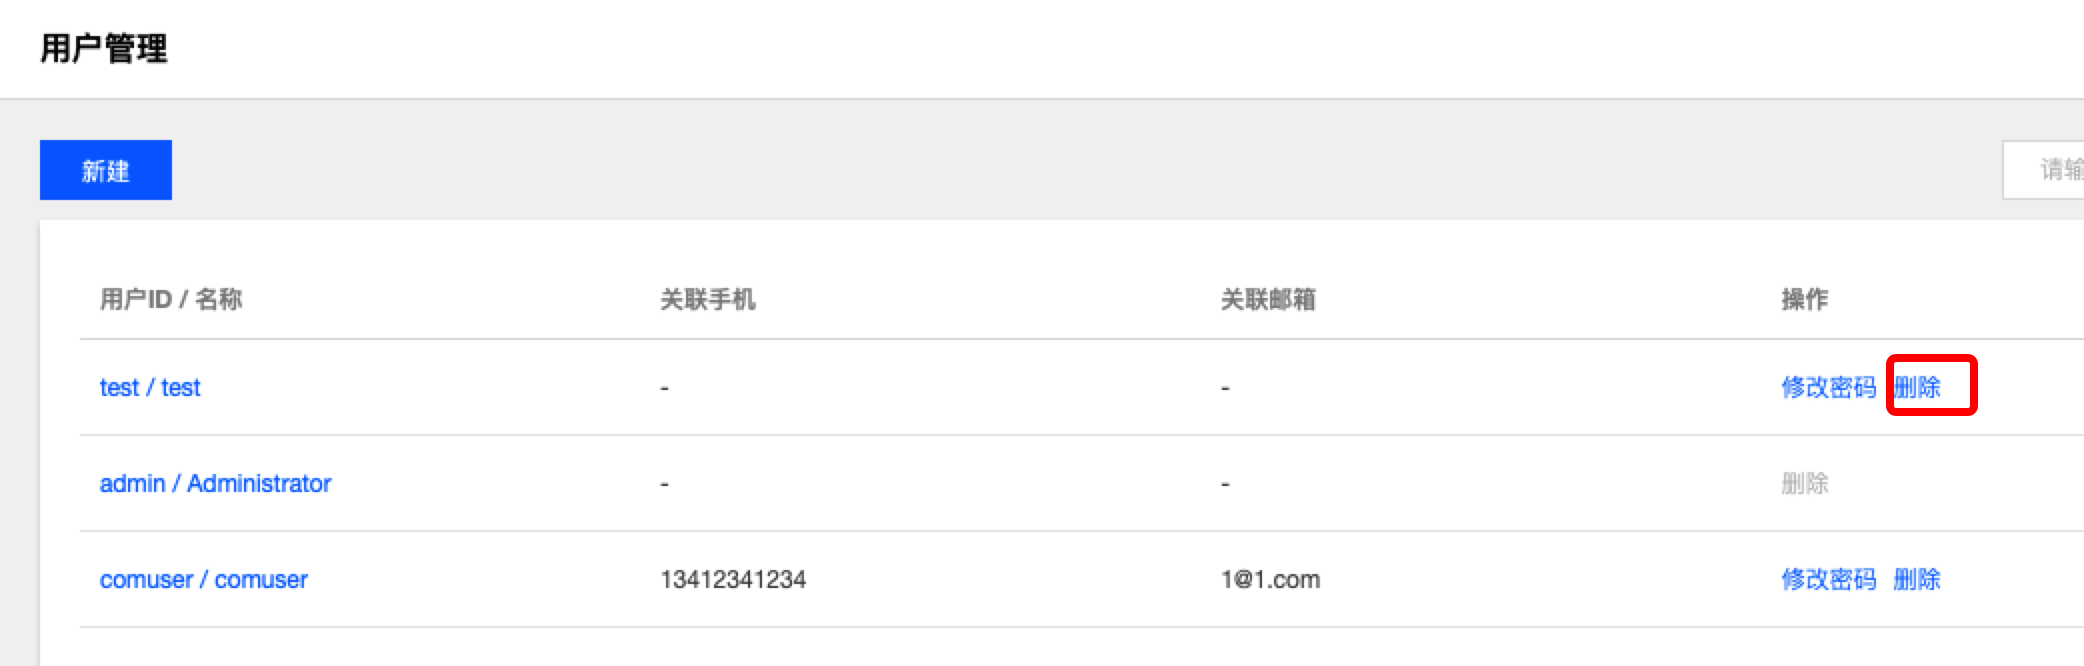 用户管理
新建
请输
用户ID / 名称 关联手机 关联邮箱 操作
test / test - - 修改密码 删除
admin / Administrator - - 删除
comuser / comuser 13412341234 1@1.com 修改密码 删除